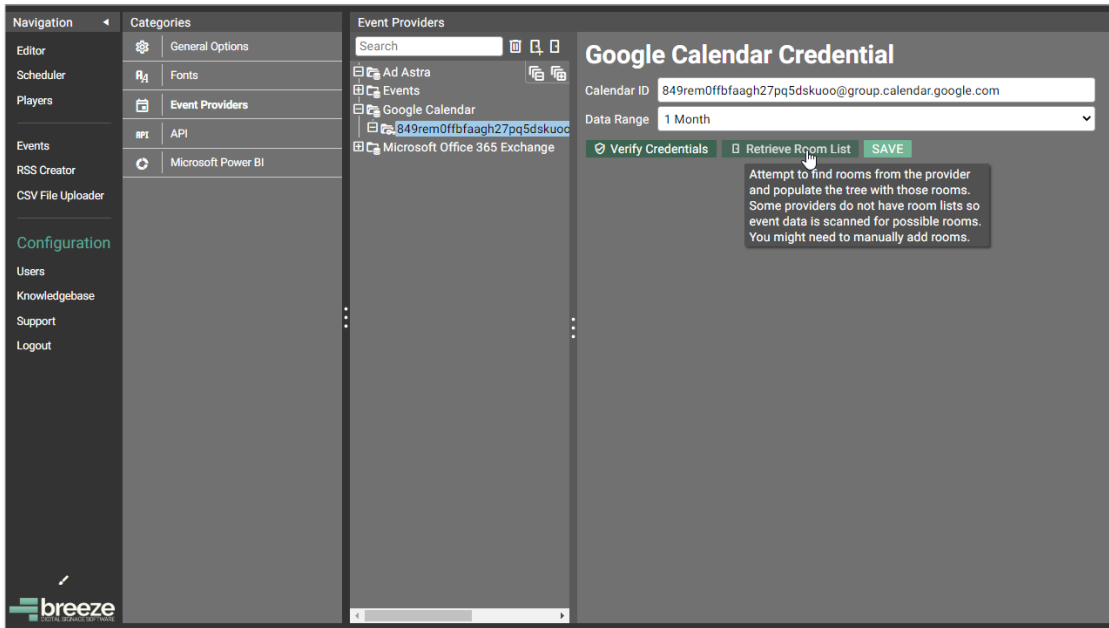 Navigation
Categories
Event Providers
Editor
Scheduler
Players
Events
RSS Creator
CSV File Uploader
Configuration
Users
Knowledgebase
Support
Logout
breeze
DIGITAL SIGNAGE SOFTWARE
General Options
Fonts
Event Providers
API API
Microsoft Power BI
Search
Ad Astra
Events
Google Calendar
849rem0ffbfaagh27pq5dskuoo
Microsoft Office 365 Exchange
Google Calendar Credential
Calendar ID 849rem0ffbfaagh27pq5dskuoo@group.calendar.google.com
Data Range 1 Month
Verify Credentials Retrieve Room List SAVE
Attempt to find rooms from the provider
and populate the tree with those rooms.
Some providers do not have room lists so
event data is scanned for possible rooms.
You might need to manually add rooms.